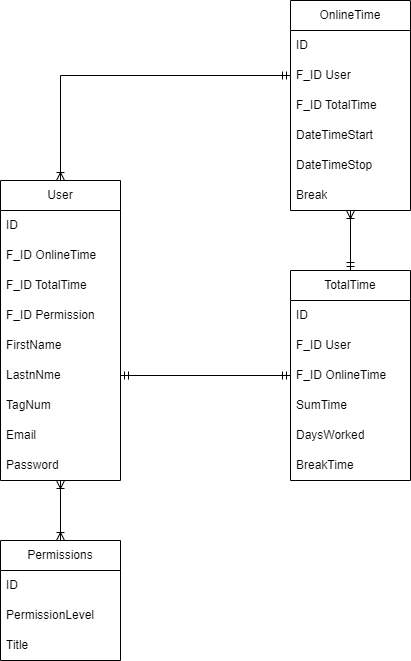 OnlineTime
ID
F_ID User
F_ID TotalTime
DateTimeStart
DateTimeStop
Break
User
ID
F_ID OnlineTime
F_ID TotalTime
F_ID Permission
FirstName
LastnNme
TagNum
Email
Password
TotalTime
ID
F_ID User
F_ID OnlineTime
SumTime
DaysWorked
BreakTime
Permissions
ID
PermissionLevel
Title